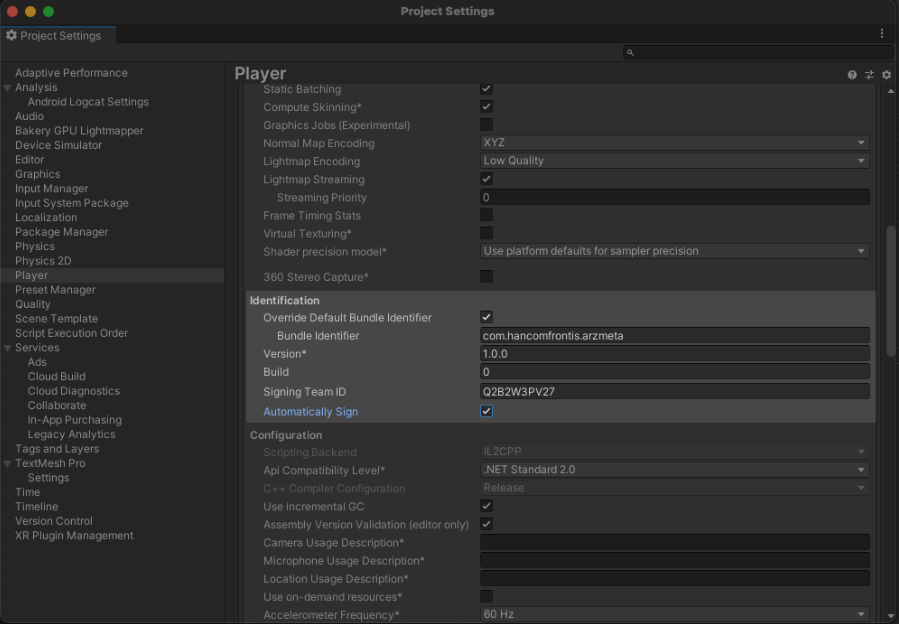 Project Settings
Project Settings
Adaptive Performance
Analysis
Android Logcat Settings
Audio
Bakery GPU Lightmapper
Device Simulator
Editor
Graphics
Input Manager
Input System Package
Localization
Package Manager
Physics
Physics 2D
Player
Preset Manager
Quality
Scene Template
Script Execution Order
Services
Ads
Cloud Build
Cloud Diagnostics
Collaborate
In-App Purchasing
Legacy Analytics
Tags and Layers
TextMesh Pro
Settings
Time
Timeline
Version Control
XR Plugin Management
Player
Static Batching
Compute Skinning*
Graphics Jobs (Experimental)
Normal Map Encoding XYZ
Lightmap Encoding Low Quality
Lightmap Streaming
Streaming Priority 0
Frame Timing Stats
Virtual Texturing*
Shader precision model* Use platform defaults for sampler precision
360 Stereo Capture*
Identification
Override Default Bundle Identifier
Bundle Identifier com.hancomfrontis.arzmeta
Version* 1.0.0
Build 0
Signing Team ID Q2B2W3PV27
Automatically Sign
Configuration
Scripting Backend IL2CPP
Api Compatibility Level* .NET Standard 2.0
C++ Compiler Configuration Release
Use incremental GC
Assembly Version Validation (editor only)
Camera Usage Description*
Microphone Usage Description*
Location Usage Description*
Use on-demand resources*
Accelerometer Frequency* 60 Hz